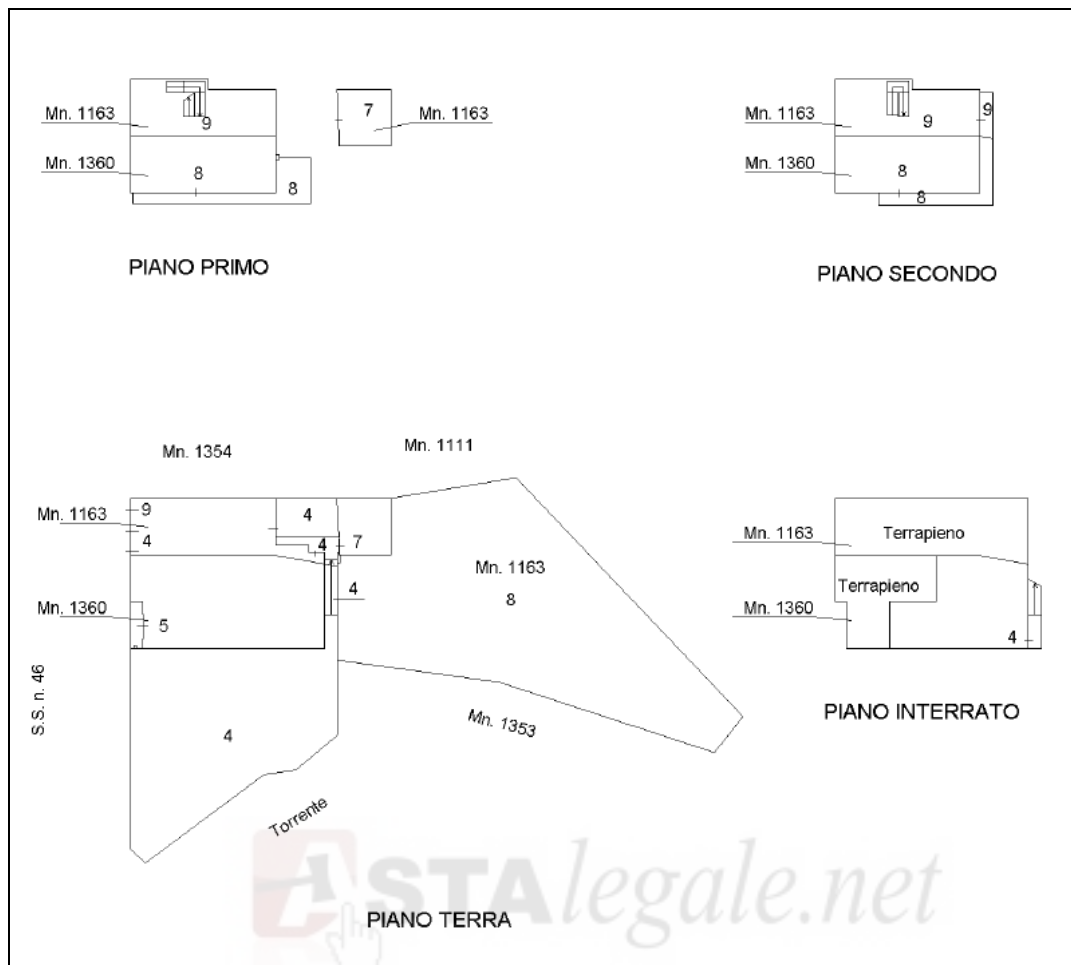 Mn. 1163
9
7
Mn. 1163
Mn. 1360
8
8
PIANO PRIMO
Mn. 1163
9
9
Mn. 1360
8
8
PIANO SECONDO
Mn. 1354
Mn. 1111
9
Mn. 1163
4
4
4
7
Mn. 1360
5
4
Mn. 1163
8
S.S. n. 46
4
Mn. 1353
Torrente
PIANO TERRA
Mn. 1163
Terrapieno
Terrapieno
Mn. 1360
4
PIANO INTERRATO
ASTAlegale.net